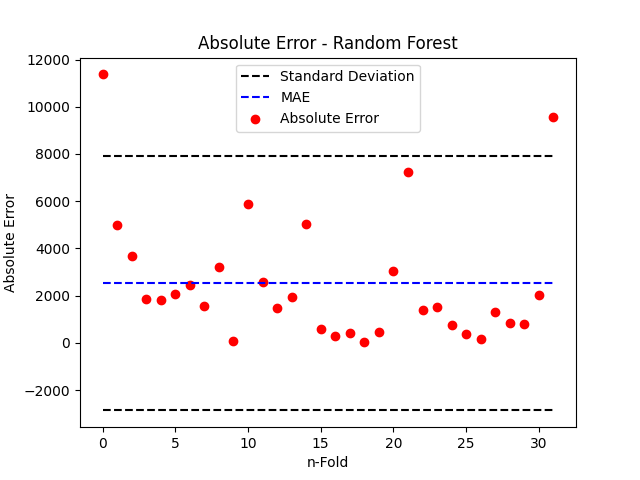 Absolute Error - Random Forest
12000
10000
8000
6000
4000
2000
0
−2000
Absolute Error
Standard Deviation
MAE
Absolute Error
0 5 10 15 20 25 30
n-Fold